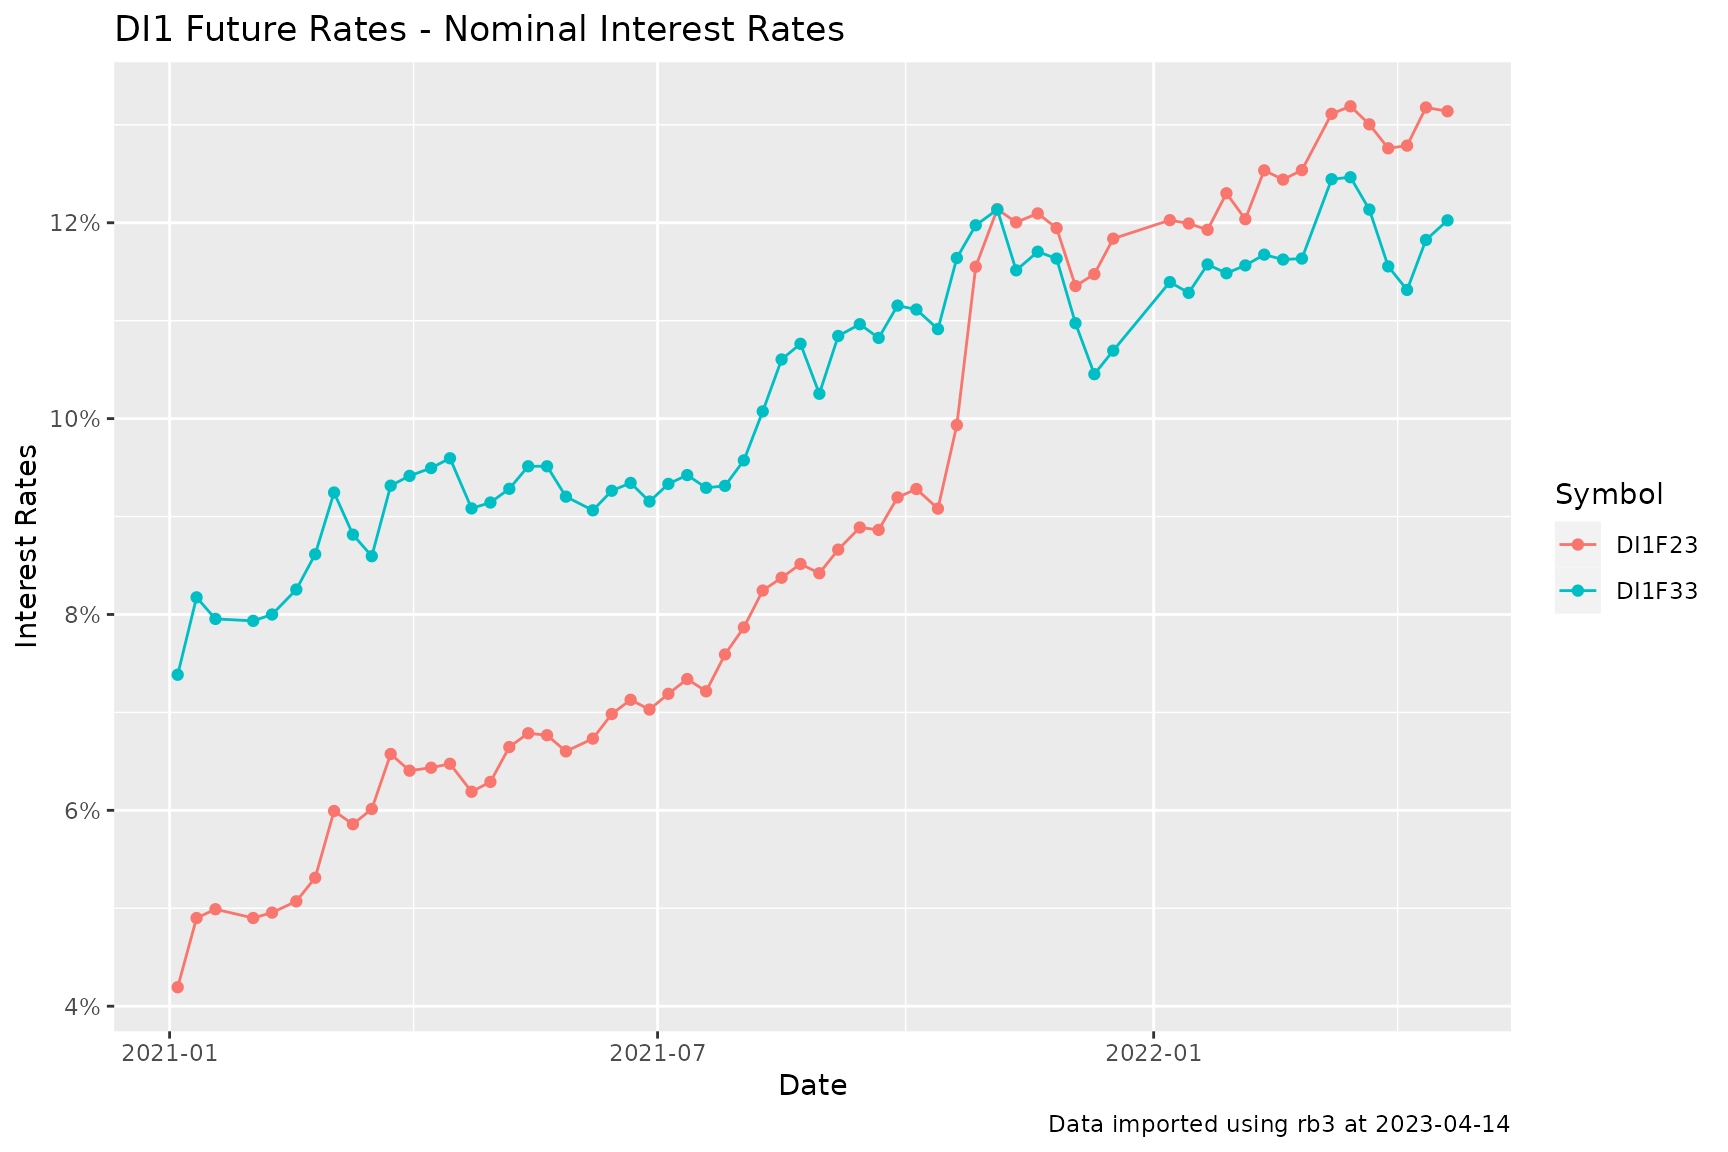 DI1 Future Rates - Nominal Interest Rates
Interest Rates
12%
10%
8%
6%
4%
2021-01
2021-07
2022-01
Date
Symbol
DI1F23
DI1F33
Data imported using rb3 at 2023-04-14